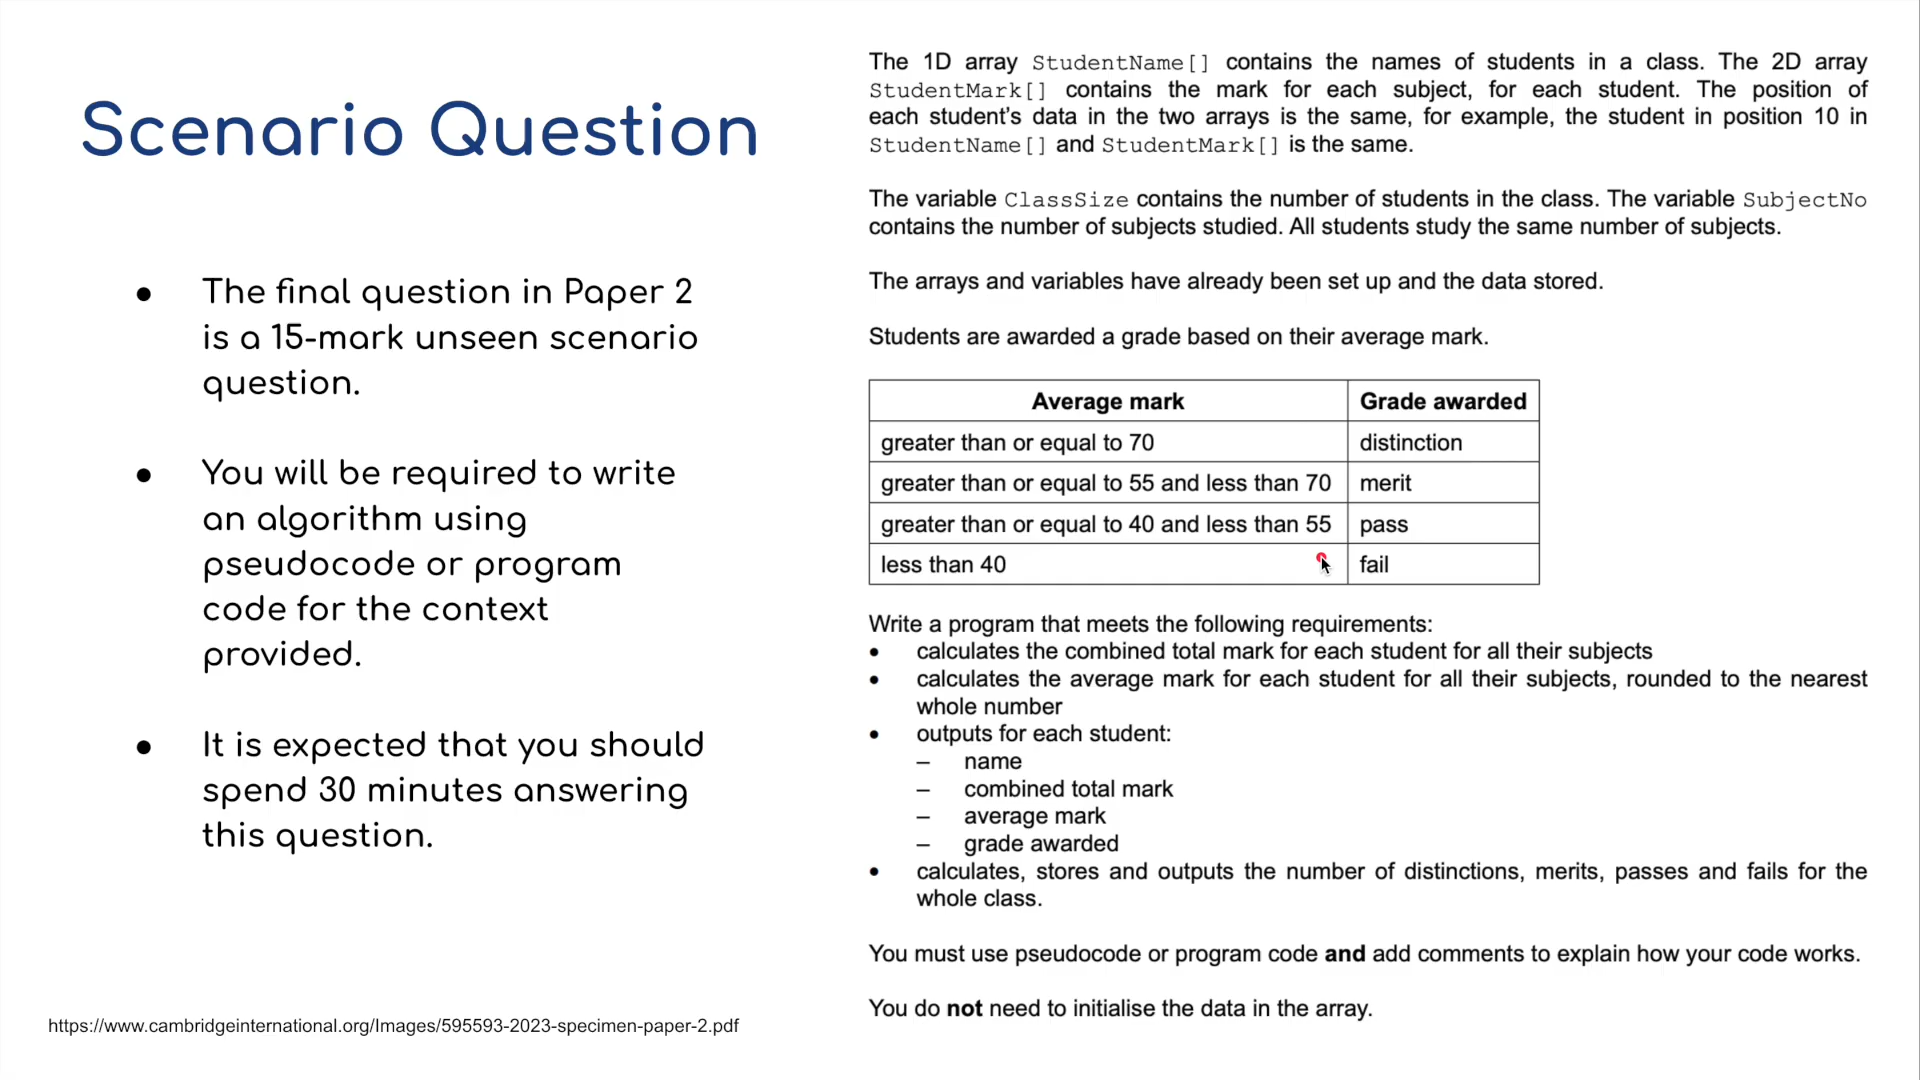 Scenario Question
● The final question in Paper 2
is a 15-mark unseen scenario
question.
● You will be required to write
an algorithm using
pseudocode or program
code for the context
provided.
● It is expected that you should
spend 30 minutes answering
this question.
https://www.cambridgeinternational.org/Images/595593-2023-specimen-paper-2.pdf
The 1D array StudentName[] contains the names of students in a class. The 2D array
StudentMark[] contains the mark for each subject, for each student. The position of
each student's data in the two arrays is the same, for example, the student in position 10 in
StudentName[] and StudentMark[] is the same.
The variable ClassSize contains the number of students in the class. The variable SubjectNo
contains the number of subjects studied. All students study the same number of subjects.
The arrays and variables have already been set up and the data stored.
Students are awarded a grade based on their average mark.
Average mark Grade awarded
greater than or equal to 70 distinction
greater than or equal to 55 and less than 70 merit
greater than or equal to 40 and less than 55 pass
less than 40 fail
Write a program that meets the following requirements:
• calculates the combined total mark for each student for all their subjects
• calculates the average mark for each student for all their subjects, rounded to the nearest
whole number
• outputs for each student:
– name
– combined total mark
– average mark
– grade awarded
• calculates, stores and outputs the number of distinctions, merits, passes and fails for the
whole class.
You must use pseudocode or program code and add comments to explain how your code works.
You do not need to initialise the data in the array.